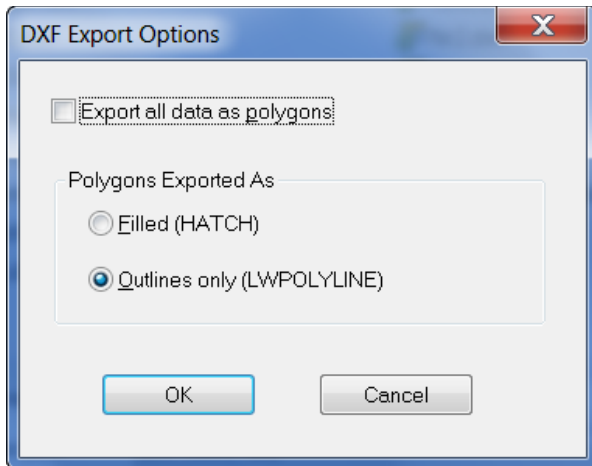 DXF Export Options
Export all data as polygons
Polygons Exported As
Filled (HATCH)
Outlines only (LWPOLYLINE)
OK Cancel